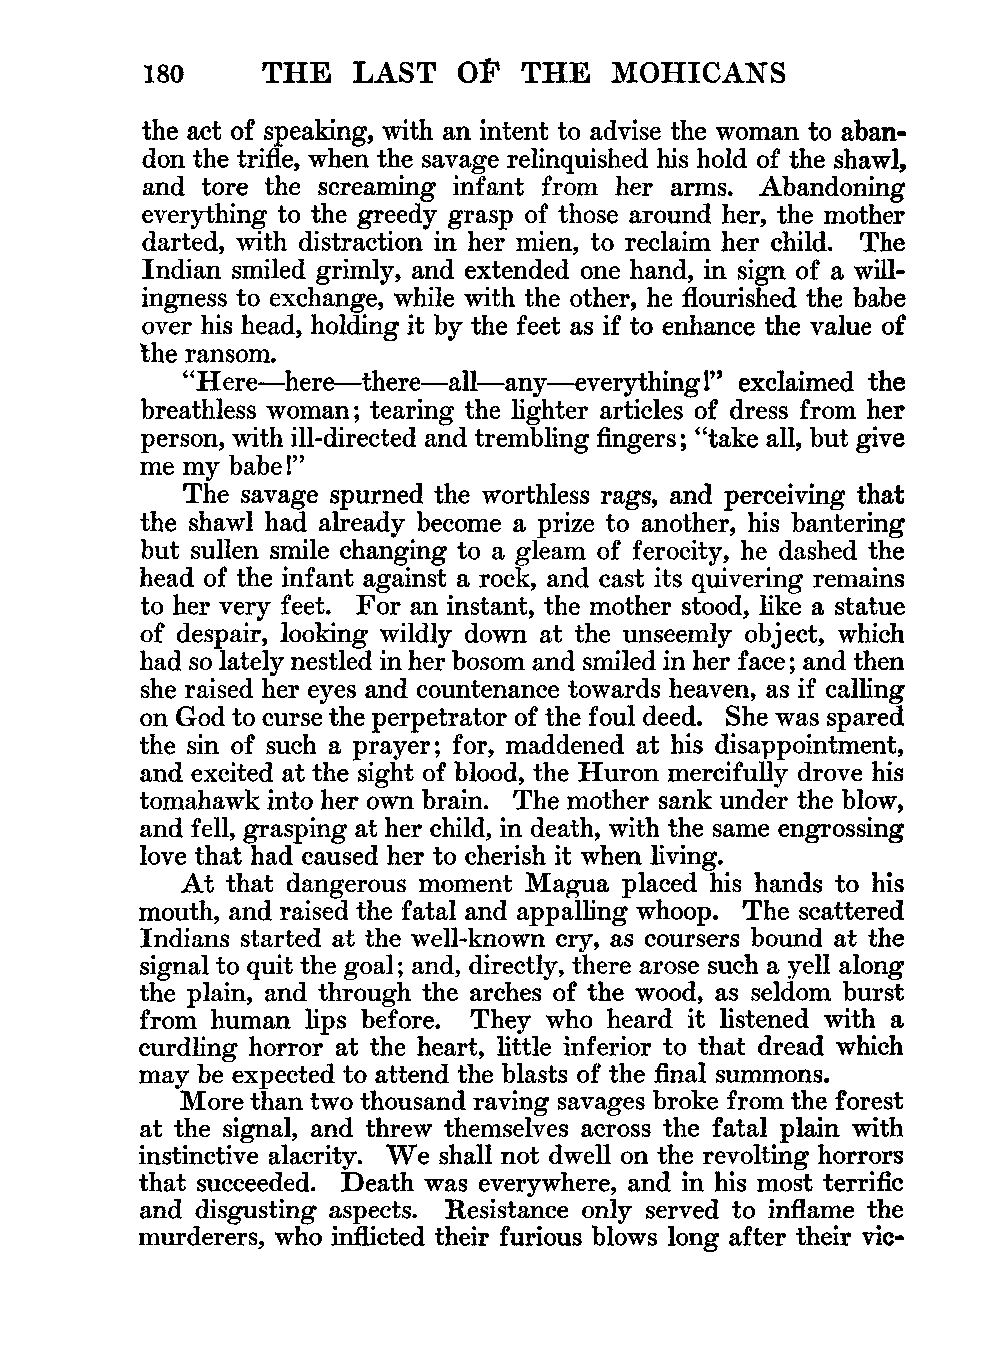 180 THE LAST OF THE MOHICANS
the act of speaking, with an intent to advise the woman to aban-
don the trifle, when the savage relinquished his hold of the shawl,
and tore the screaming infant from her arms. Abandoning
everything to the greedy grasp of those around her, the mother
darted, with distraction in her mien, to reclaim her child. The
Indian smiled grimly, and extended one hand, in sign of a will-
ingness to exchange, while with the other, he flourished the babe
over his head, holding it by the feet as if to enhance the value of
the ransom.
“Here—here—there—all—any—everything!” exclaimed the
breathless woman; tearing the lighter articles of dress from her
person, with ill-directed and trembling fingers; “take all, but give
me my babe!”
The savage spurned the worthless rags, and perceiving that
the shawl had already become a prize to another, his bantering
but sullen smile changing to a gleam of ferocity, he dashed the
head of the infant against a rock, and cast its quivering remains
to her very feet. For an instant, the mother stood, like a statue
of despair, looking wildly down at the unseemly object, which
had so lately nestled in her bosom and smiled in her face; and then
she raised her eyes and countenance towards heaven, as if calling
on God to curse the perpetrator of the foul deed. She was spared
the sin of such a prayer; for, maddened at his disappointment,
and excited at the sight of blood, the Huron mercifully drove his
tomahawk into her own brain. The mother sank under the blow,
and fell, grasping at her child, in death, with the same engrossing
love that had caused her to cherish it when living.
At that dangerous moment Magua placed his hands to his
mouth, and raised the fatal and appalling whoop. The scattered
Indians started at the well-known cry, as coursers bound at the
signal to quit the goal; and, directly, there arose such a yell along
the plain, and through the arches of the wood, as seldom burst
from human lips before. They who heard it listened with a
curdling horror at the heart, little inferior to that dread which
may be expected to attend the blasts of the final summons.
More than two thousand raving savages broke from the forest
at the signal, and threw themselves across the fatal plain with
instinctive alacrity. We shall not dwell on the revolting horrors
that succeeded. Death was everywhere, and in his most terrific
and disgusting aspects. Resistance only served to inflame the
murderers, who inflicted their furious blows long after their vic-